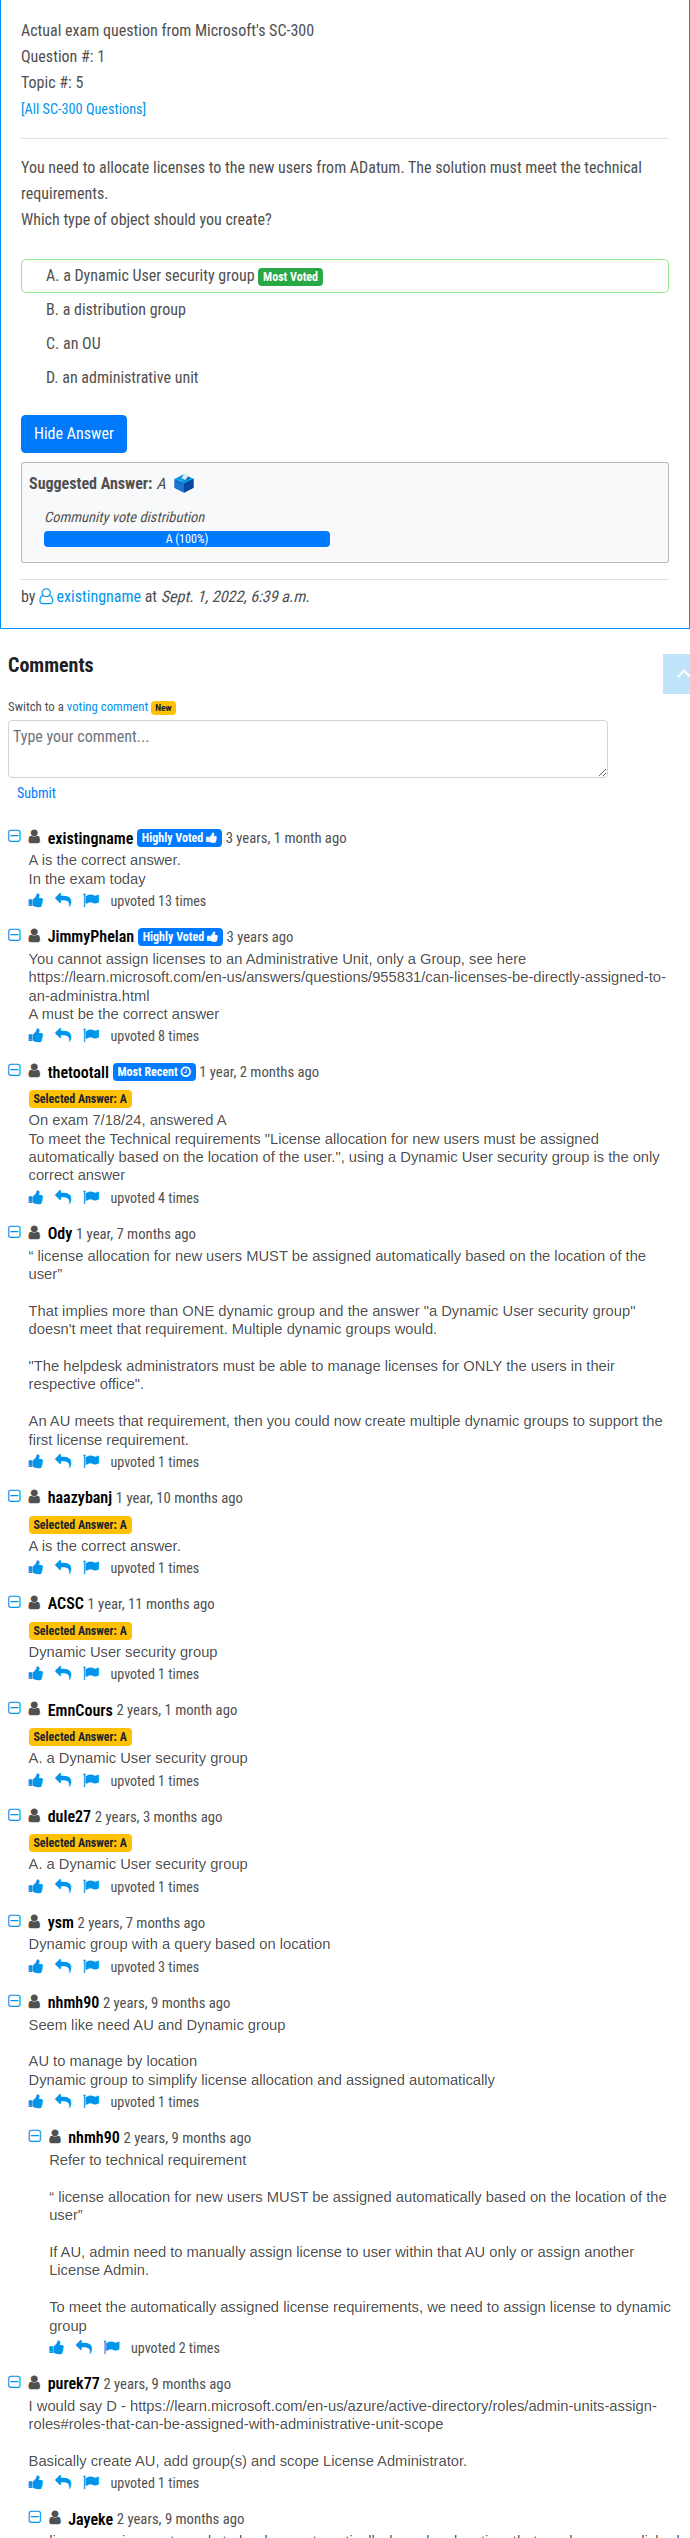 Actual exam question from Microsoft's SC-300
Question #: 1
Topic #: 5
[All SC-300 Questions]
You need to allocate licenses to the new users from ADatum. The solution must meet the technical
requirements.
Which type of object should you create?
A. a Dynamic User security group Most Voted
B. a distribution group
C. an OU
D. an administrative unit
Hide Answer
Suggested Answer: A
Community vote distribution
A (100%)
by existingname at Sept. 1, 2022, 6:39 a.m.
Comments
Switch to a voting comment New
Type your comment...
Submit
existingname Highly Voted 3 years, 1 month ago
A is the correct answer.
In the exam today
upvoted 13 times
JimmyPhelan Highly Voted 3 years ago
You cannot assign licenses to an Administrative Unit, only a Group, see here
https://learn.microsoft.com/en-us/answers/questions/955831/can-licenses-be-directly-assigned-to-
an-administra.html
A must be the correct answer
upvoted 8 times
thetootall Most Recent 1 year, 2 months ago
Selected Answer: A
On exam 7/18/24, answered A
To meet the Technical requirements "License allocation for new users must be assigned
automatically based on the location of the user.", using a Dynamic User security group is the only
correct answer
upvoted 4 times
Ody 1 year, 7 months ago
“ license allocation for new users MUST be assigned automatically based on the location of the
user”
That implies more than ONE dynamic group and the answer "a Dynamic User security group"
doesn't meet that requirement. Multiple dynamic groups would.
"The helpdesk administrators must be able to manage licenses for ONLY the users in their
respective office".
An AU meets that requirement, then you could now create multiple dynamic groups to support the
first license requirement.
upvoted 1 times
haazybanj 1 year, 10 months ago
Selected Answer: A
A is the correct answer.
upvoted 1 times
ACSC 1 year, 11 months ago
Selected Answer: A
Dynamic User security group
upvoted 1 times
EmnCours 2 years, 1 month ago
Selected Answer: A
A. a Dynamic User security group
upvoted 1 times
dule27 2 years, 3 months ago
Selected Answer: A
A. a Dynamic User security group
upvoted 1 times
ysm 2 years, 7 months ago
Dynamic group with a query based on location
upvoted 3 times
nhmh90 2 years, 9 months ago
Seem like need AU and Dynamic group
AU to manage by location
Dynamic group to simplify license allocation and assigned automatically
upvoted 1 times
nhmh90 2 years, 9 months ago
Refer to technical requirement
“ license allocation for new users MUST be assigned automatically based on the location of the
user”
If AU, admin need to manually assign license to user within that AU only or assign another
License Admin.
To meet the automatically assigned license requirements, we need to assign license to dynamic
group
upvoted 2 times
purek77 2 years, 9 months ago
I would say D - https://learn.microsoft.com/en-us/azure/active-directory/roles/admin-units-assign-
roles#roles-that-can-be-assigned-with-administrative-unit-scope
Basically create AU, add group(s) and scope License Administrator.
upvoted 1 times
Jayeke 2 years, 9 months ago